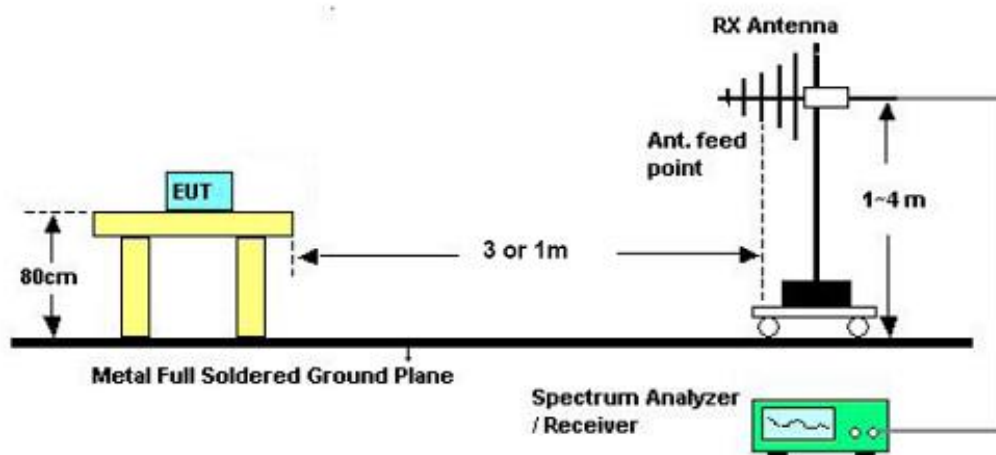 RX Antenna
Ant. feed
point
EUT
1~4 m
3 or 1m
80cm
Metal Full Soldered Ground Plane
Spectrum Analyzer
/ Receiver